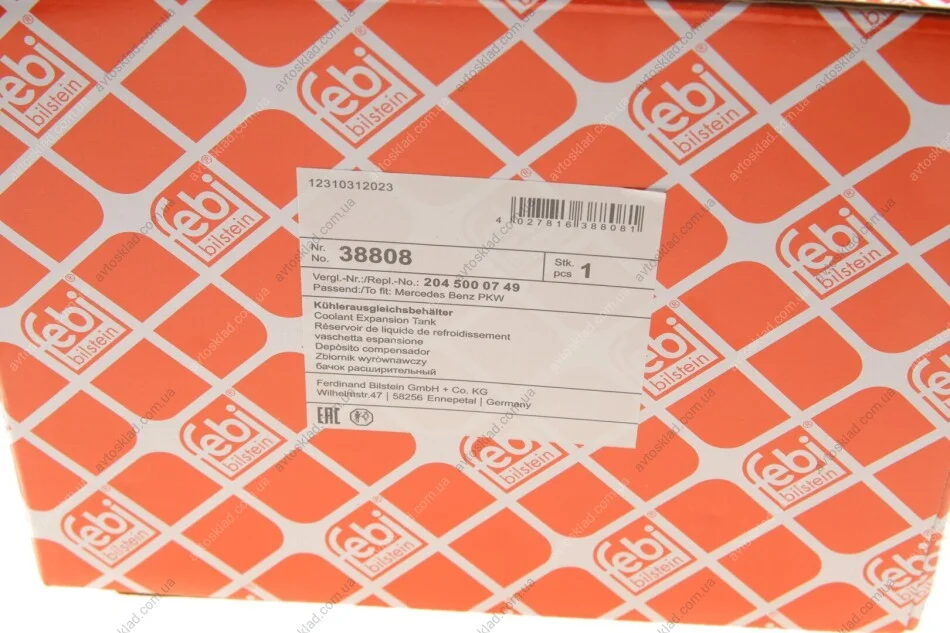 febi
bilstein
®
12310312023
4 027816 388081
Nr.
No. 38808
Stk.
pcs 1
Vergl.-Nr.:/Repl.-No.: 204 500 07 49
Passend:/To fit: Mercedes Benz PKW
Kühlerausgleichsbehälter
Coolant Expansion Tank
Réservoir de liquide de refroidissement
vaschetta espansione
Depósito compensador
Zbiornik wyrównawczy
бачок расширительный
Ferdinand Bilstein GmbH + Co. KG
Wilhelmstr.47 | 58256 Ennepetal | Germany
EAC
avtosklad.com.ua